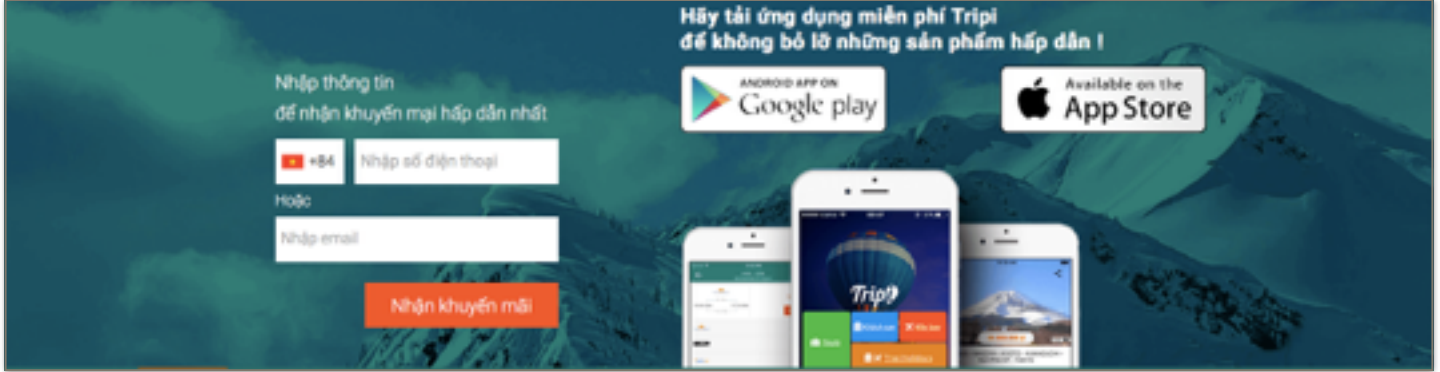 Nhập thông tin
để nhận khuyến mại hấp dẫn nhất
+84
Nhập số điện thoại
Hoặc
Nhập email
Nhận khuyến mãi
Hãy tải ứng dụng miễn phí Tripi
để không bỏ lỡ những sản phẩm hấp dẫn !
ANDROID APP ON
Google play
Available on the
App Store
Tripi